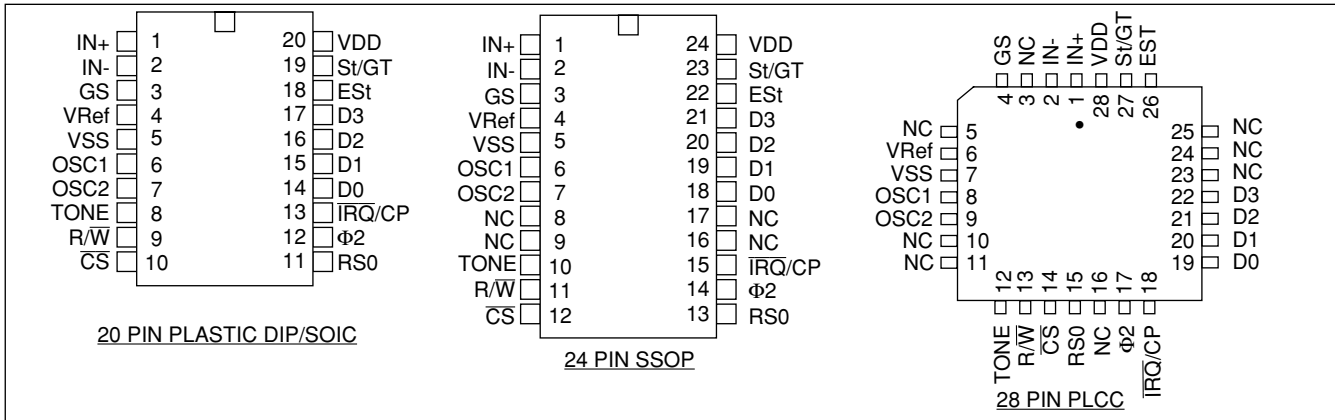 IN+ 1 20 VDD
IN- 2 19 St/GT
GS 3 18 ESt
VRef 4 17 D3
VSS 5 16 D2
OSC1 6 15 D1
OSC2 7 14 D0
TONE 8 13 I̅R̅Q̅/CP
R/W̅ 9 12 Φ2
C̅S̅ 10 11 RS0
20 PIN PLASTIC DIP/SOIC
IN+ 1 24 VDD
IN- 2 23 St/GT
GS 3 22 ESt
VRef 4 21 D3
VSS 5 20 D2
OSC1 6 19 D1
OSC2 7 18 D0
NC 8 17 NC
NC 9 16 NC
TONE 10 15 I̅R̅Q̅/CP
R/W̅ 11 14 Φ2
C̅S̅ 12 13 RS0
24 PIN SSOP
GS NC IN- IN+ VDD St/GT EST
4 3 2 1 28 27 26
NC 5 25 NC
VRef 6 24 NC
VSS 7 23 NC
OSC1 8 22 D3
OSC2 9 21 D2
NC 10 20 D1
NC 11 19 D0
12 13 14 15 16 17 18
TONE R/W̅ C̅S̅ RS0 NC Φ2 I̅R̅Q̅/CP
28 PIN PLCC